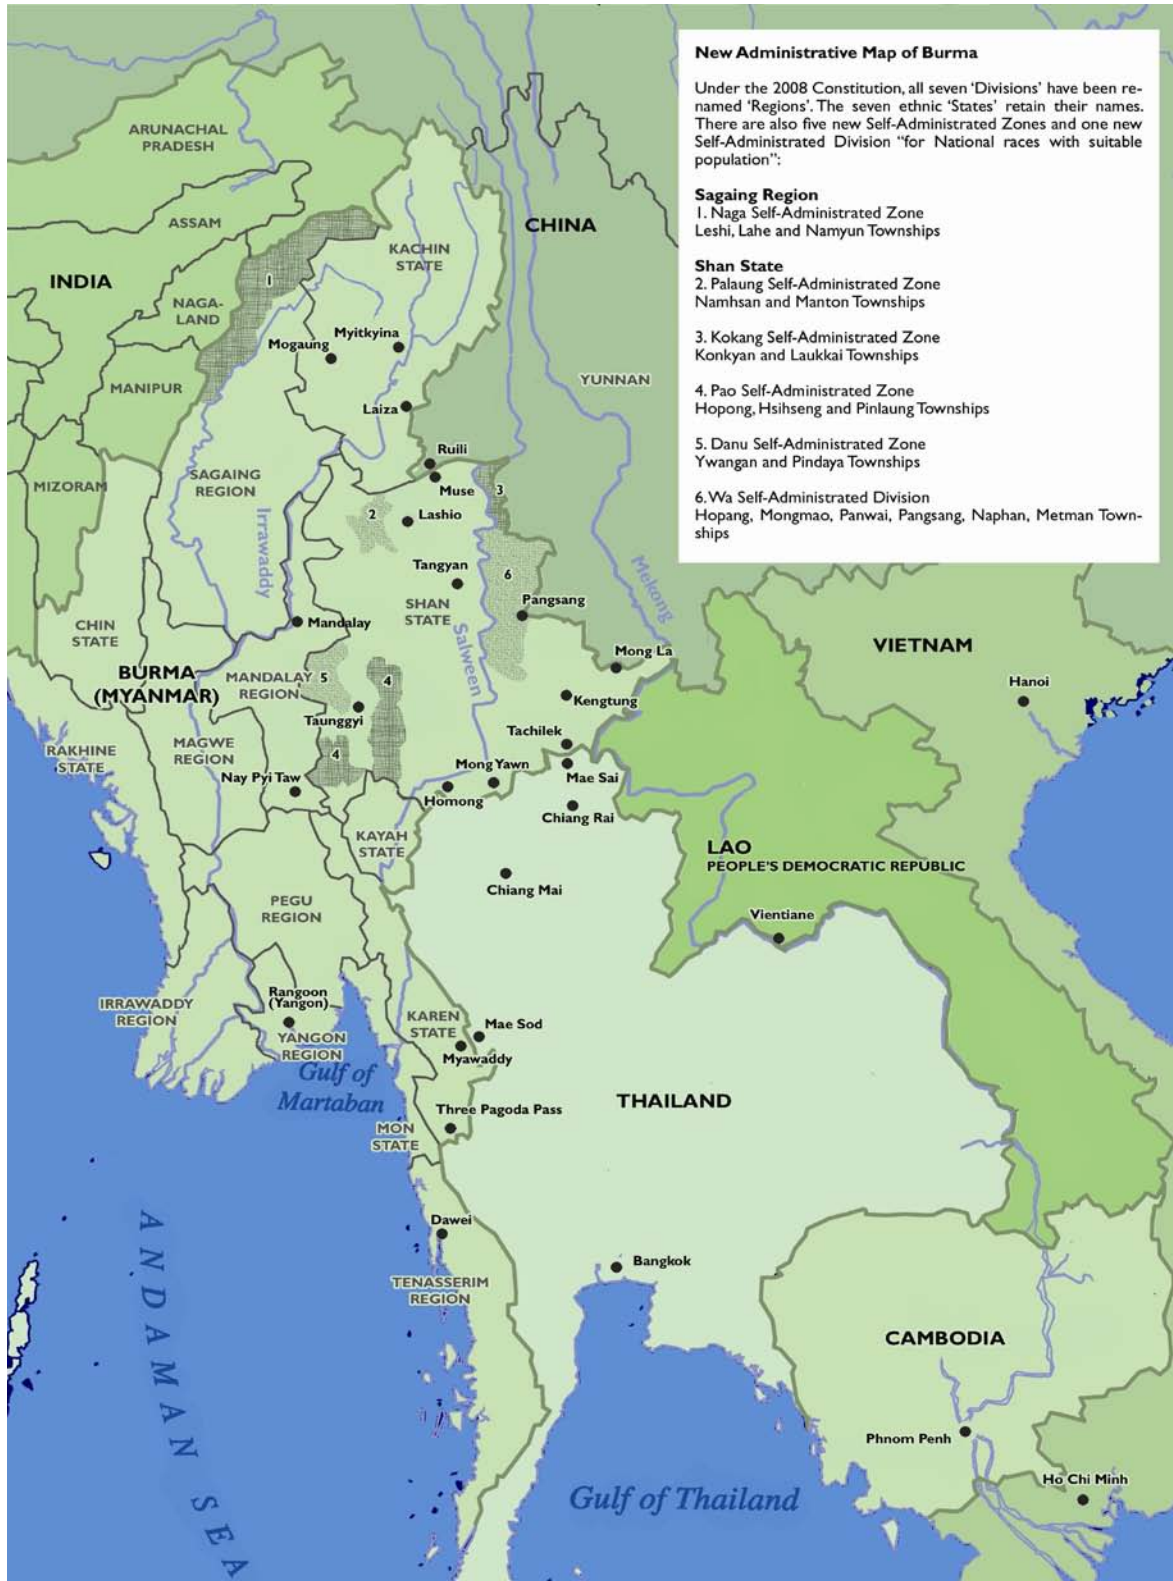 New Administrative Map of Burma
Under the 2008 Constitution, all seven ‘Divisions’ have been re-
named ‘Regions’. The seven ethnic ‘States’ retain their names.
There are also five new Self-Administrated Zones and one new
Self-Administrated Division “for National races with suitable
population”:
Sagaing Region
1. Naga Self-Administrated Zone
Leshi, Lahe and Namyun Townships
Shan State
2. Palaung Self-Administrated Zone
Namhsan and Manton Townships
3. Kokang Self-Administrated Zone
Konkyan and Laukkai Townships
4. Pao Self-Administrated Zone
Hopong, Hsihseng and Pinlaung Townships
5. Danu Self-Administrated Zone
Ywangan and Pindaya Townships
6. Wa Self-Administrated Division
Hopang, Mongmao, Panwai, Pangsang, Naphan, Metman Town-
ships
ARUNACHAL
PRADESH
ASSAM
CHINA
KACHIN
STATE
INDIA
1
NAGA-
LAND
Myitkyina
Mogaung
MANIPUR
YUNNAN
Laiza
Ruili
SAGAING
REGION
MIZORAM
Muse
3
Irrawaddy
2
Lashio
Tangyan
6
Mekong
SHAN
STATE
Pangsang
CHIN
STATE
Mandalay
Salween
VIETNAM
Mong La
BURMA
(MYANMAR)
MANDALAY
REGION
5
4
Hanoi
Kengtung
Taunggyi
Tachilek
RAKHINE
STATE
MAGWE
REGION
4
Mong Yawn
Nay Pyi Taw
Mae Sai
Homong
Chiang Rai
KAYAH
STATE
LAO
PEOPLE'S DEMOCRATIC REPUBLIC
Chiang Mai
PEGU
REGION
Vientiane
Rangoon
(Yangon)
IRRAWADDY
REGION
KAREN
STATE
Mae Sod
YANGON
REGION
Myawaddy
Gulf of
Martaban
THAILAND
Three Pagoda Pass
MON
STATE
Dawei
ANDAMAN SEA
Bangkok
TENASSERIM
REGION
CAMBODIA
Phnom Penh
Ho Chi Minh
Gulf of Thailand